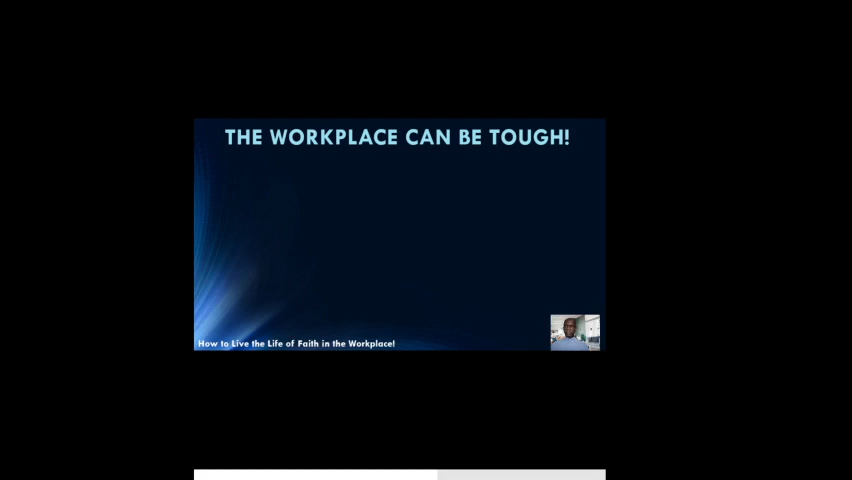 THE WORKPLACE CAN BE TOUGH!
How to Live the Life of Faith in the Workplace!